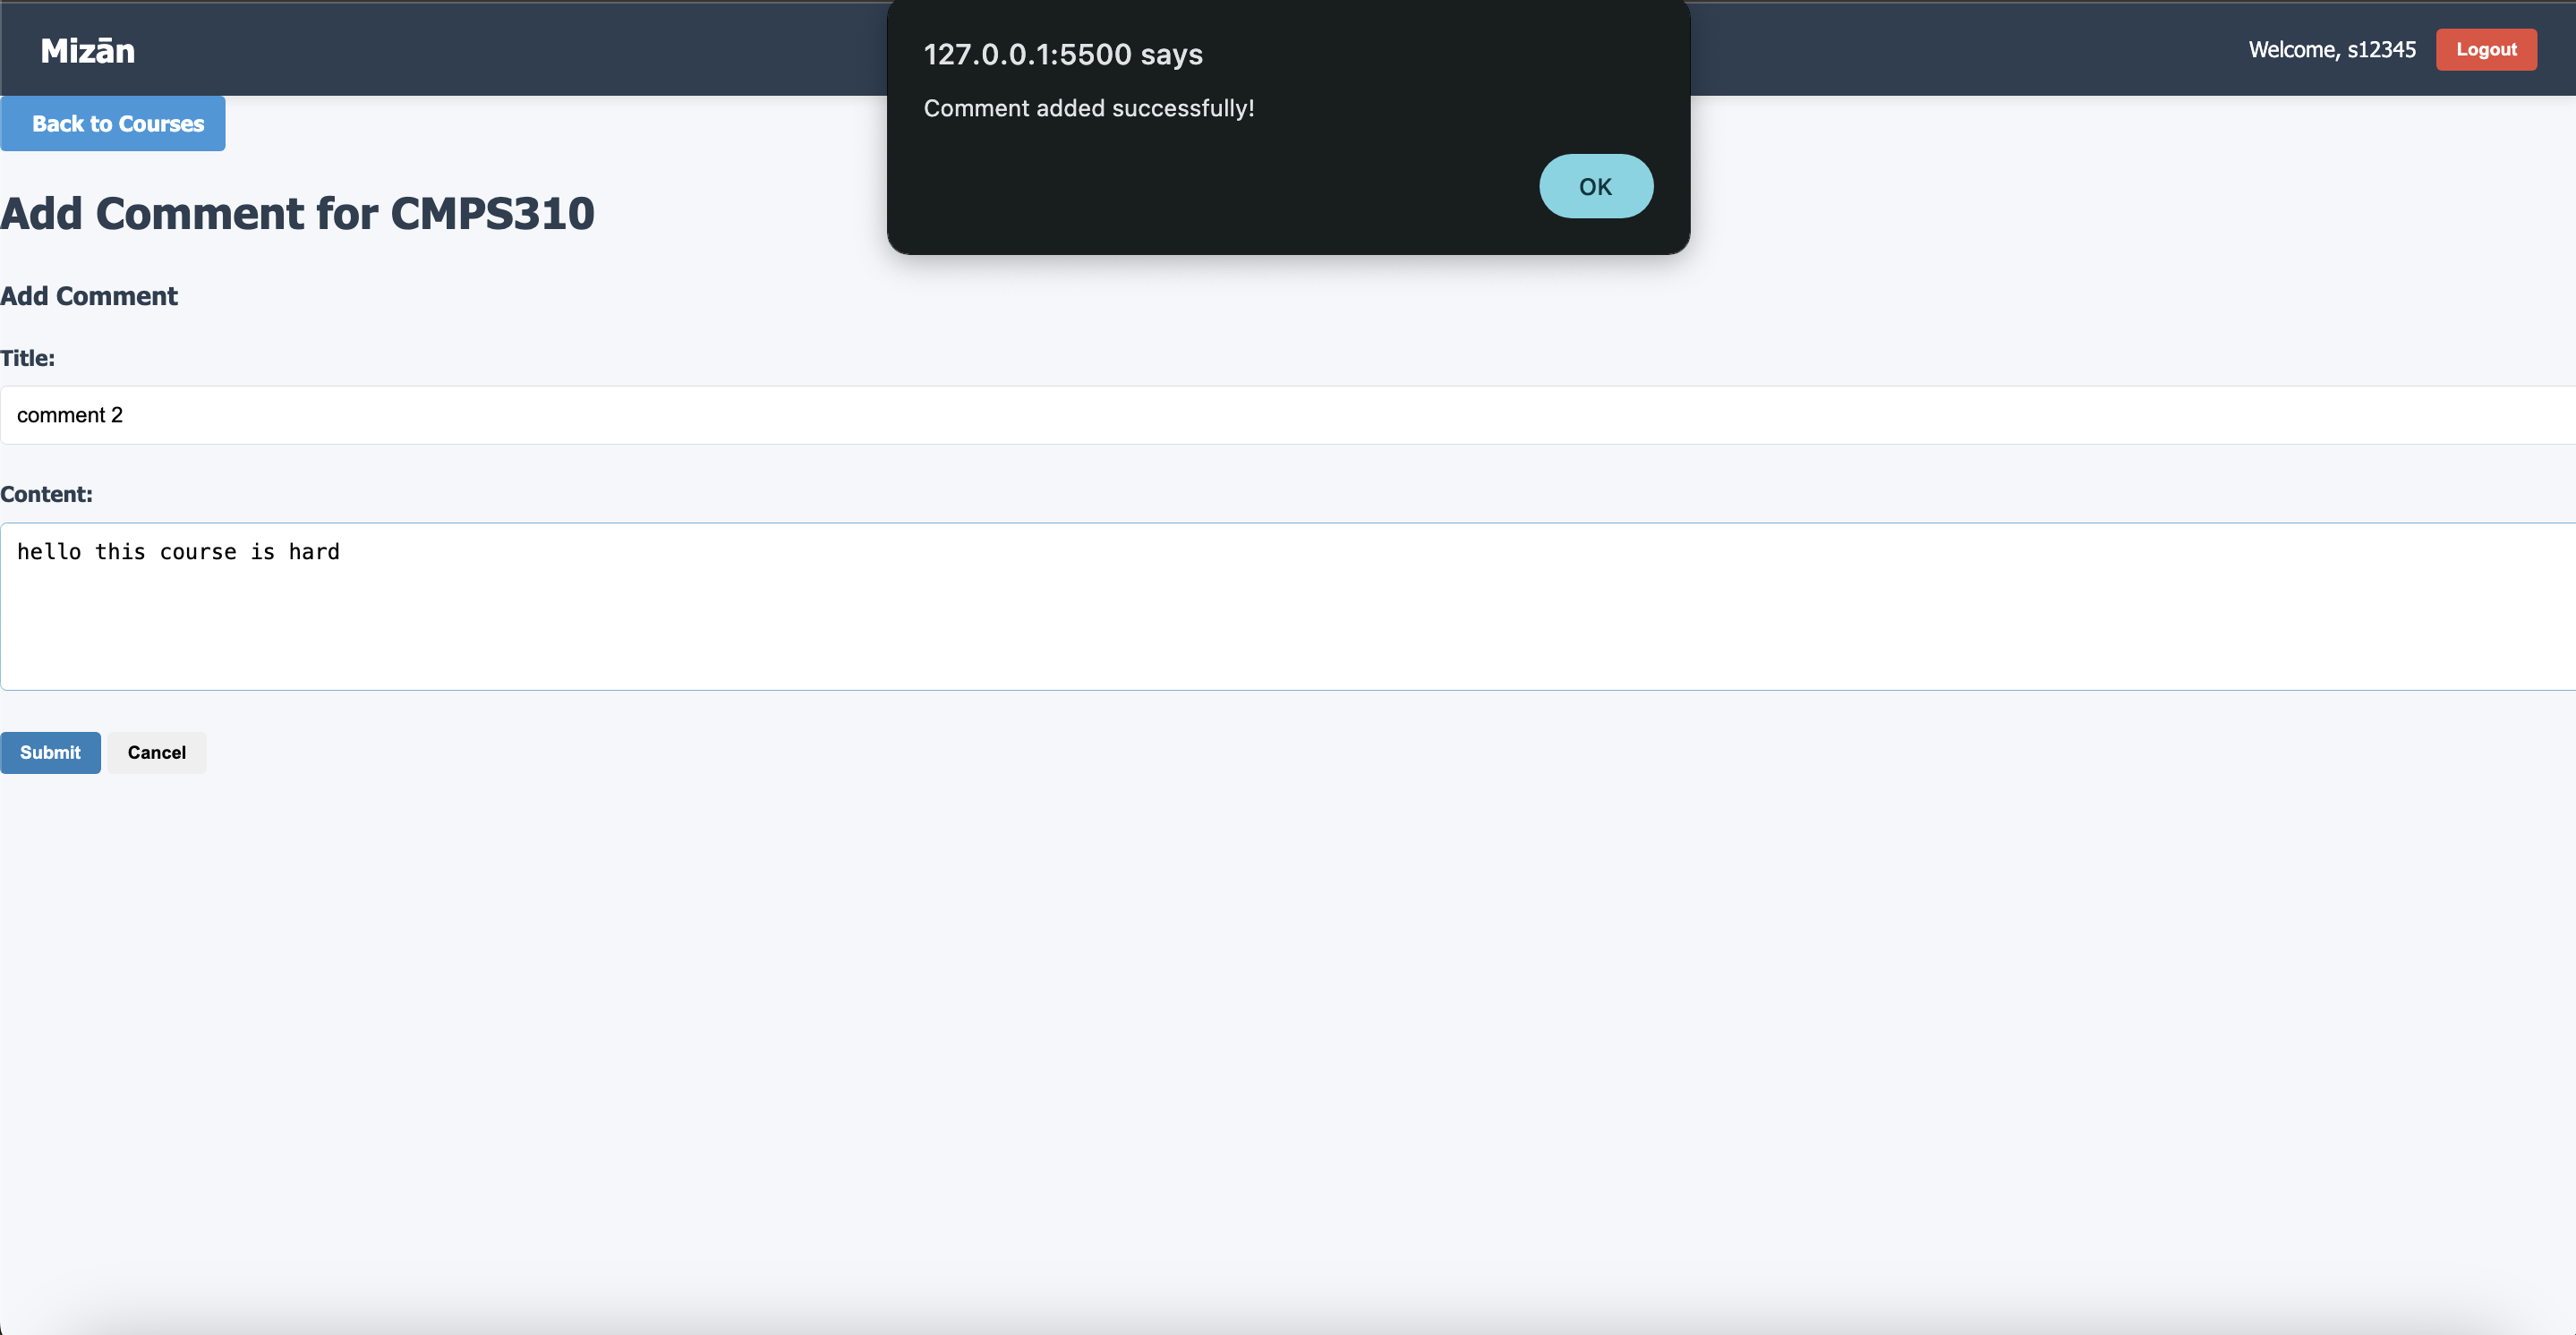 Mizān
Welcome, s12345
Logout
127.0.0.1:5500 says
Comment added successfully!
OK
Back to Courses
Add Comment for CMPS310
Add Comment
Title:
comment 2
Content:
hello this course is hard
Submit
Cancel